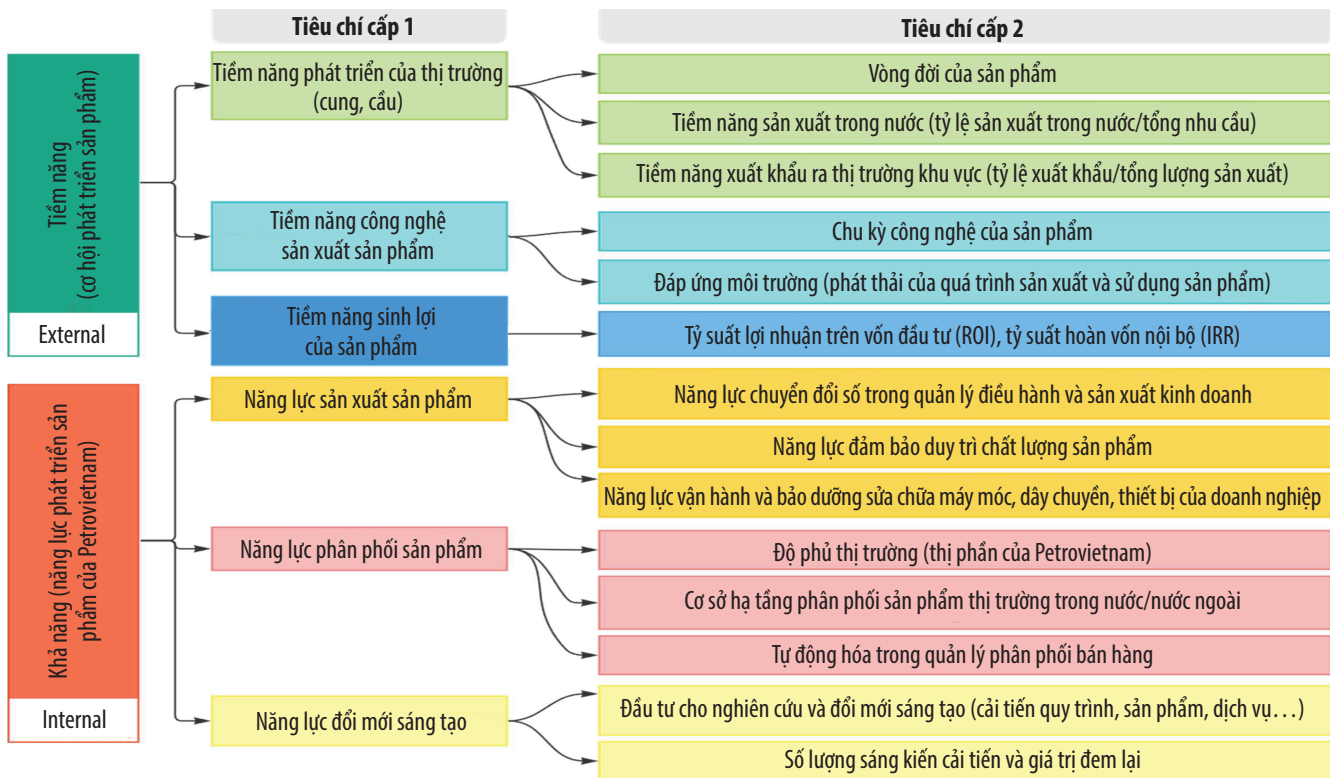 Tiêu chí cấp 1
Tiêu chí cấp 2
Tiềm năng
(cơ hội phát triển sản phẩm)
External
Tiềm năng phát triển của thị trường
(cung, cầu)
Vòng đời của sản phẩm
Tiềm năng sản xuất trong nước (tỷ lệ sản xuất trong nước/tổng nhu cầu)
Tiềm năng xuất khẩu ra thị trường khu vực (tỷ lệ xuất khẩu/tổng lượng sản xuất)
Tiềm năng công nghệ
sản xuất sản phẩm
Chu kỳ công nghệ của sản phẩm
Đáp ứng môi trường (phát thải của quá trình sản xuất và sử dụng sản phẩm)
Tiềm năng sinh lợi
của sản phẩm
Tỷ suất lợi nhuận trên vốn đầu tư (ROI), tỷ suất hoàn vốn nội bộ (IRR)
Khả năng (năng lực phát triển sản
phẩm của Petrovietnam)
Internal
Năng lực sản xuất sản phẩm
Năng lực chuyển đổi số trong quản lý điều hành và sản xuất kinh doanh
Năng lực đảm bảo duy trì chất lượng sản phẩm
Năng lực vận hành và bảo dưỡng sửa chữa máy móc, dây chuyền, thiết bị của doanh nghiệp
Năng lực phân phối sản phẩm
Độ phủ thị trường (thị phần của Petrovietnam)
Cơ sở hạ tầng phân phối sản phẩm thị trường trong nước/nước ngoài
Tự động hóa trong quản lý phân phối bán hàng
Năng lực đổi mới sáng tạo
Đầu tư cho nghiên cứu và đổi mới sáng tạo (cải tiến quy trình, sản phẩm, dịch vụ…)
Số lượng sáng kiến cải tiến và giá trị đem lại